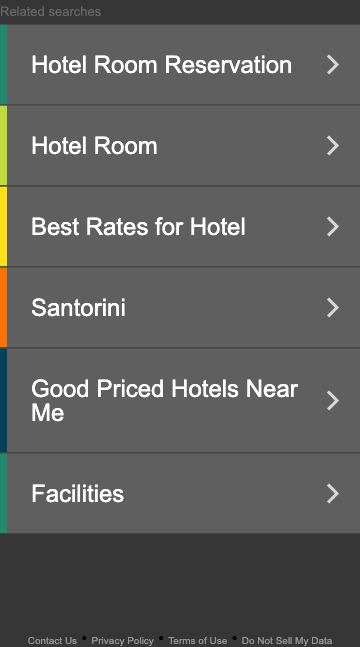 Related searches
Hotel Room Reservation
Hotel Room
Best Rates for Hotel
Santorini
Good Priced Hotels Near
Me
Facilities
Contact Us • Privacy Policy • Terms of Use • Do Not Sell My Data